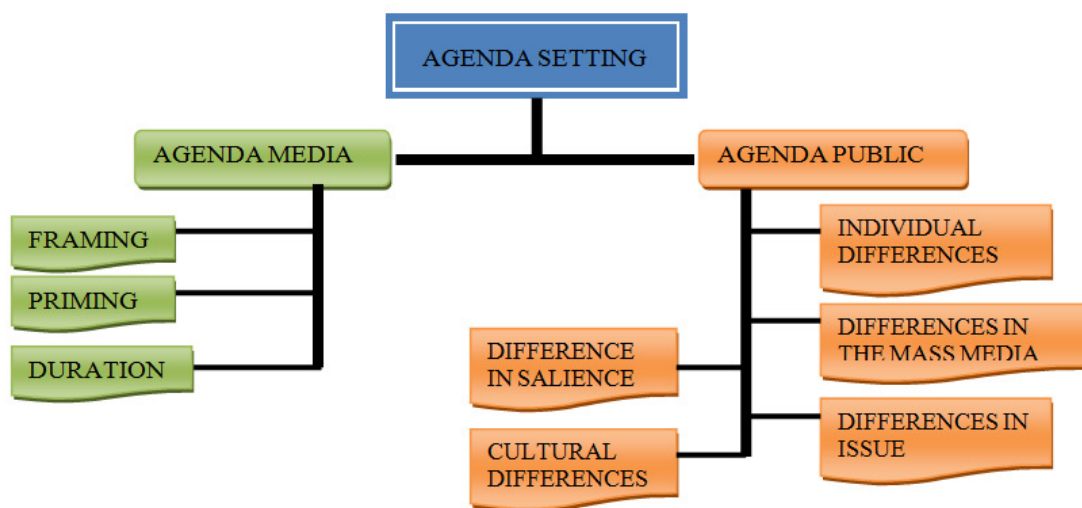 AGENDA SETTING
AGENDA MEDIA
FRAMING
PRIMING
DURATION
AGENDA PUBLIC
INDIVIDUAL
DIFFERENCES
DIFFERENCES IN
THE MASS MEDIA
DIFFERENCES IN
ISSUE
DIFFERENCE
IN SALIENCE
CULTURAL
DIFFERENCES